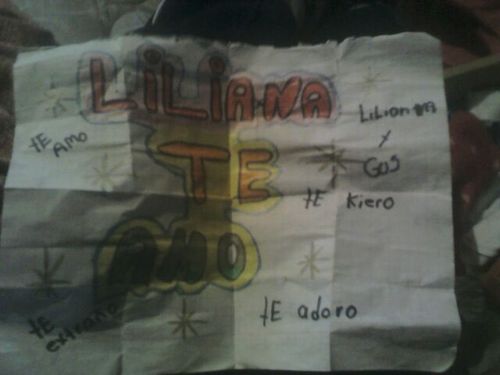 LiLiANA
TE
AMO
tE
AMO
LiLiANA
y
GUS
tE kiero
tE adoro
tE
extraño